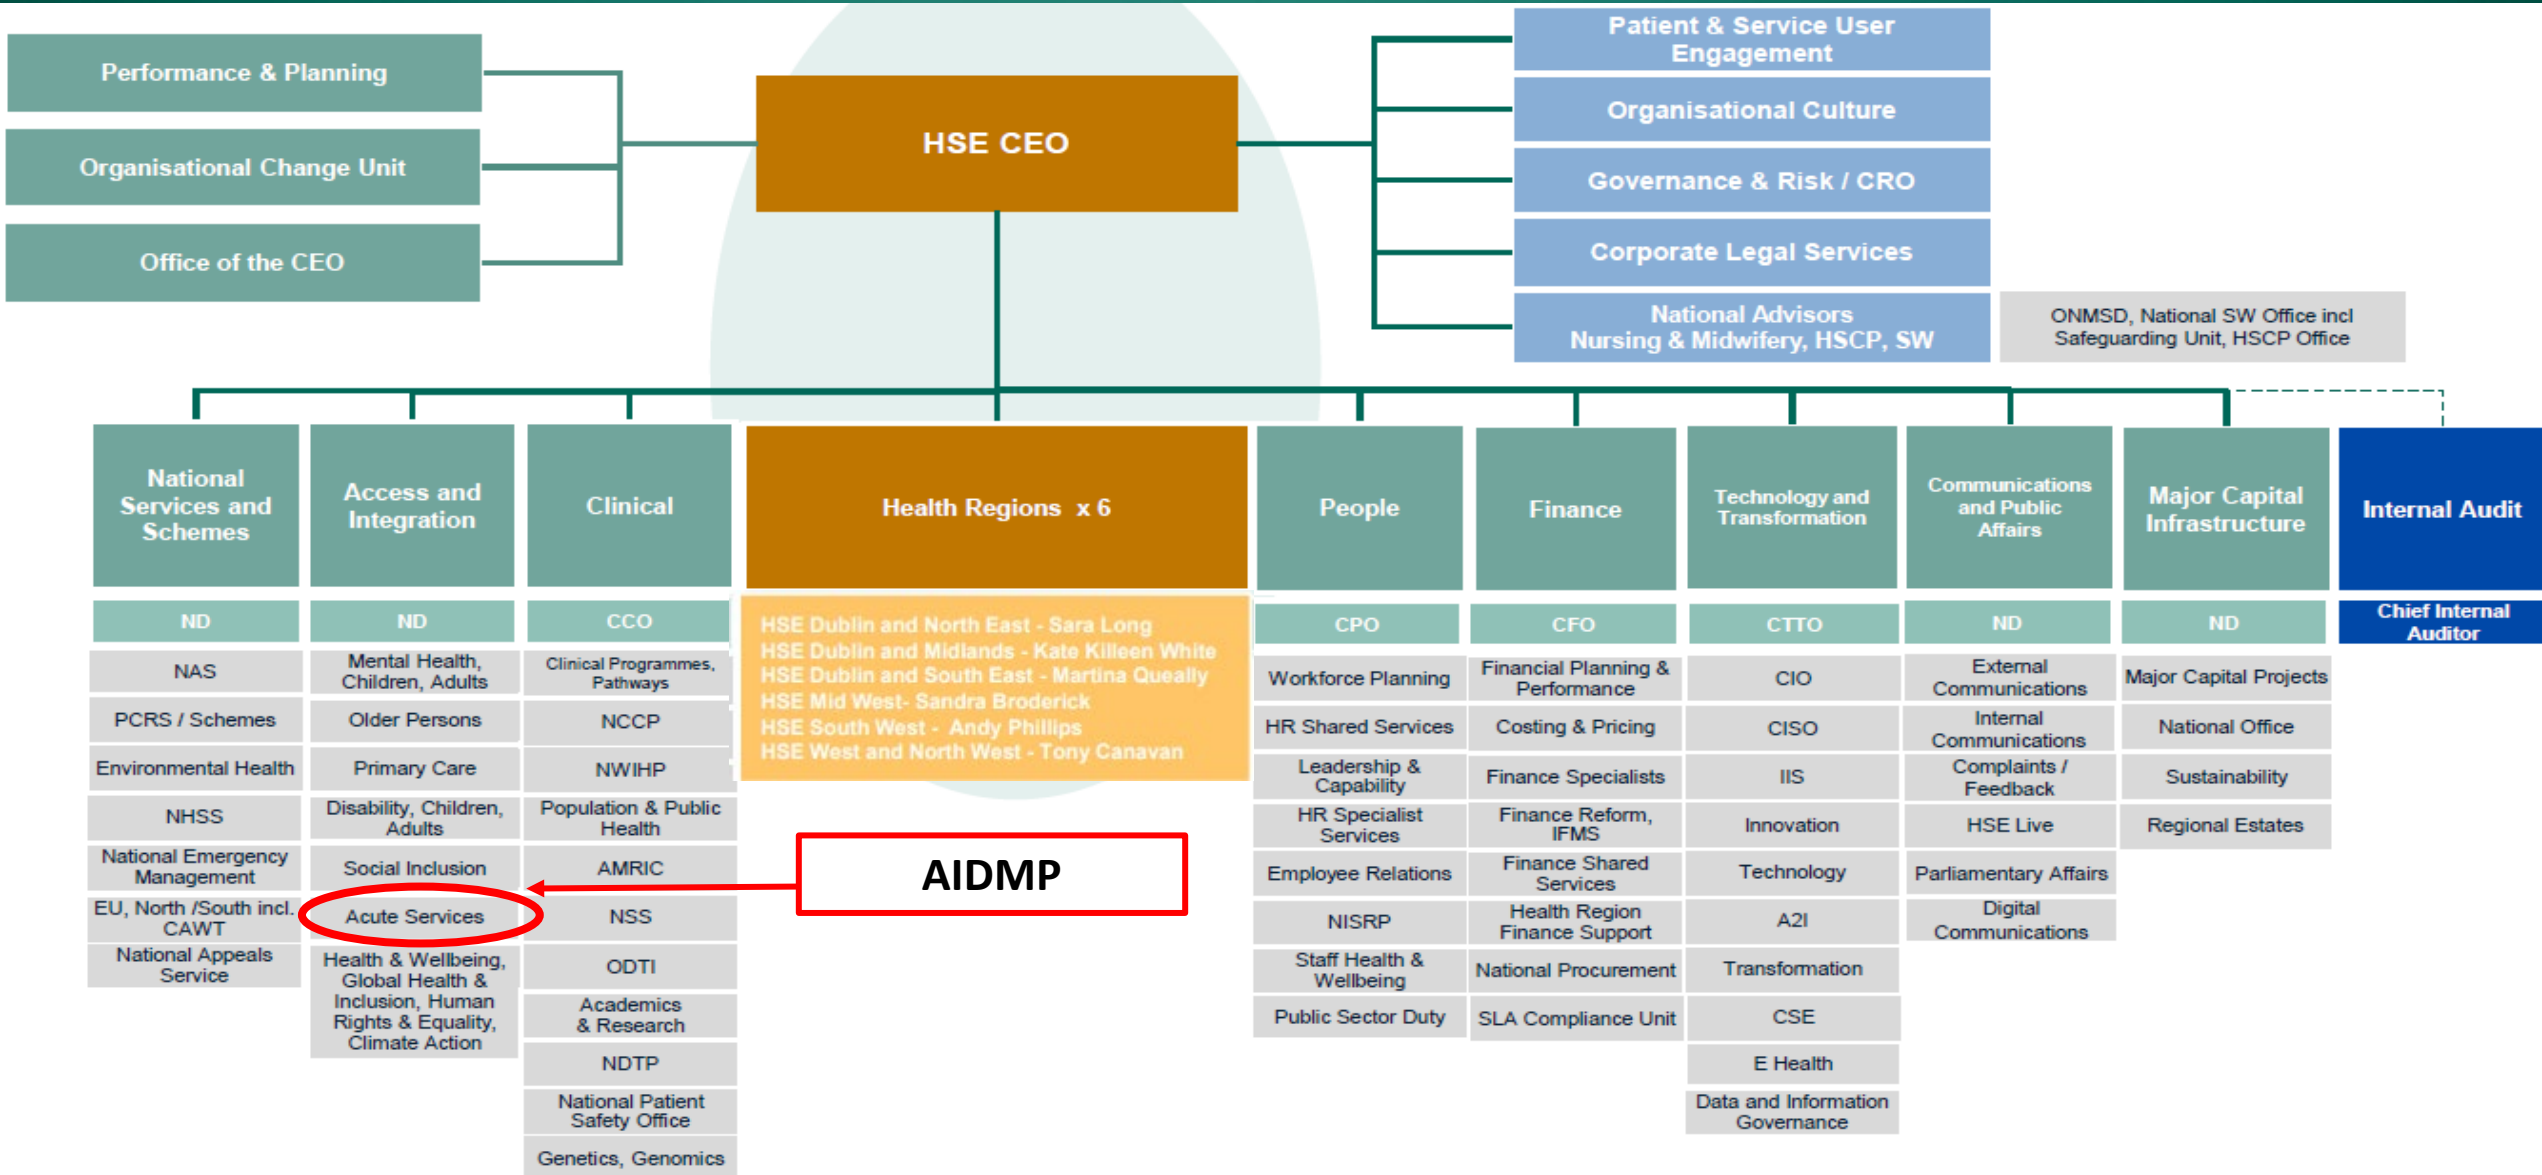 Performance & Planning
Organisational Change Unit
Office of the CEO
HSE CEO
Patient & Service User
Engagement
Organisational Culture
Governance & Risk / CRO
Corporate Legal Services
National Advisors
Nursing & Midwifery, HSCP, SW
ONMSD, National SW Office incl
Safeguarding Unit, HSCP Office
National
Services and
Schemes
ND
NAS
PCRS / Schemes
Environmental Health
NHSS
National Emergency
Management
EU, North /South incl.
CAWT
National Appeals
Service
Access and
Integration
ND
Mental Health,
Children, Adults
Older Persons
Primary Care
Disability, Children,
Adults
Social Inclusion
Acute Services
Health & Wellbeing,
Global Health &
Inclusion, Human
Rights & Equality,
Climate Action
Clinical
CCO
Clinical Programmes,
Pathways
NCCP
NWIHP
Population & Public
Health
AMRIC
NSS
ODTI
Academics
& Research
NDTP
National Patient
Safety Office
Genetics, Genomics
Health Regions x 6
HSE Dublin and North East - Sara Long
HSE Dublin and Midlands - Kate Killeen White
HSE Dublin and South East - Martina Queally
HSE Mid West- Sandra Broderick
HSE South West - Andy Phillips
HSE West and North West - Tony Canavan
AIDMP
People
CPO
Workforce Planning
HR Shared Services
Leadership &
Capability
HR Specialist
Services
Employee Relations
NISRP
Staff Health &
Wellbeing
Public Sector Duty
Finance
CFO
Financial Planning &
Performance
Costing & Pricing
Finance Specialists
Finance Reform,
IFMS
Finance Shared
Services
Health Region
Finance Support
National Procurement
SLA Compliance Unit
Technology and
Transformation
CTTO
CIO
CISO
IIS
Innovation
Technology
A2I
Transformation
CSE
E Health
Data and Information
Governance
Communications
and Public
Affairs
ND
External
Communications
Internal
Communications
Complaints /
Feedback
HSE Live
Parliamentary Affairs
Digital
Communications
Major Capital
Infrastructure
ND
Major Capital Projects
National Office
Sustainability
Regional Estates
Internal Audit
Chief Internal
Auditor